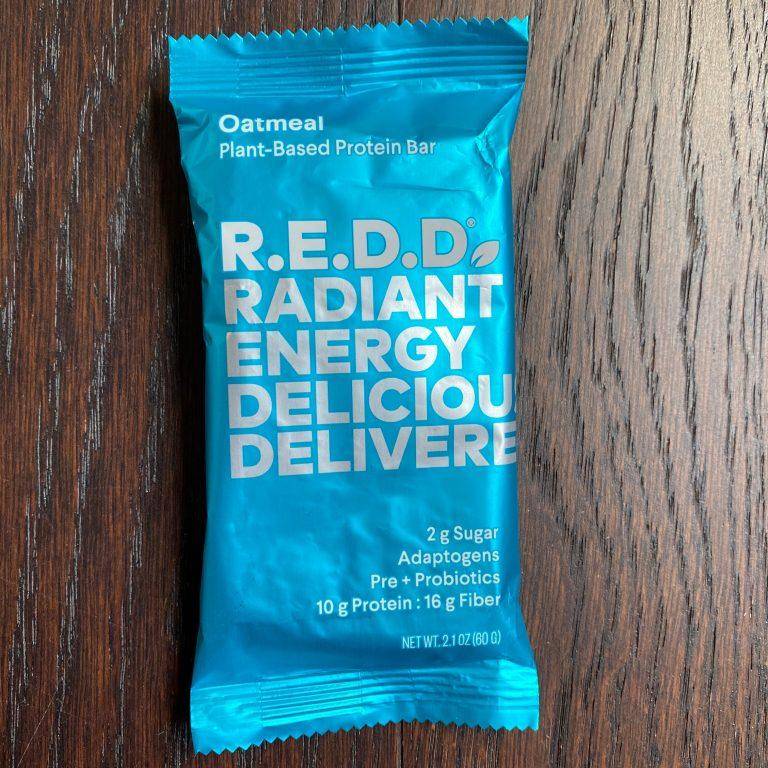 Oatmeal
Plant-Based Protein Bar
R.E.D.D.®
RADIANT
ENERGY
DELICIOU
DELIVERE
2 g Sugar
Adaptogens
Pre + Probiotics
10 g Protein : 16 g Fiber
NET WT. 2.1 OZ (60 G)